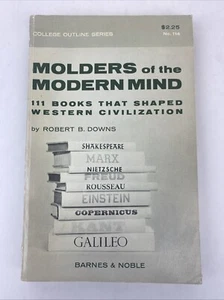 COLLEGE OUTLINE SERIES
$2.25
No. 114
MOLDERS of the
MODERN MIND
111 BOOKS THAT SHAPED
WESTERN CIVILIZATION
by ROBERT B. DOWNS
SHAKESPEARE
MARX
NIETZSCHE
FREUD
ROUSSEAU
EINSTEIN
COPERNICUS
KANT
GALILEO
BARNES & NOBLE